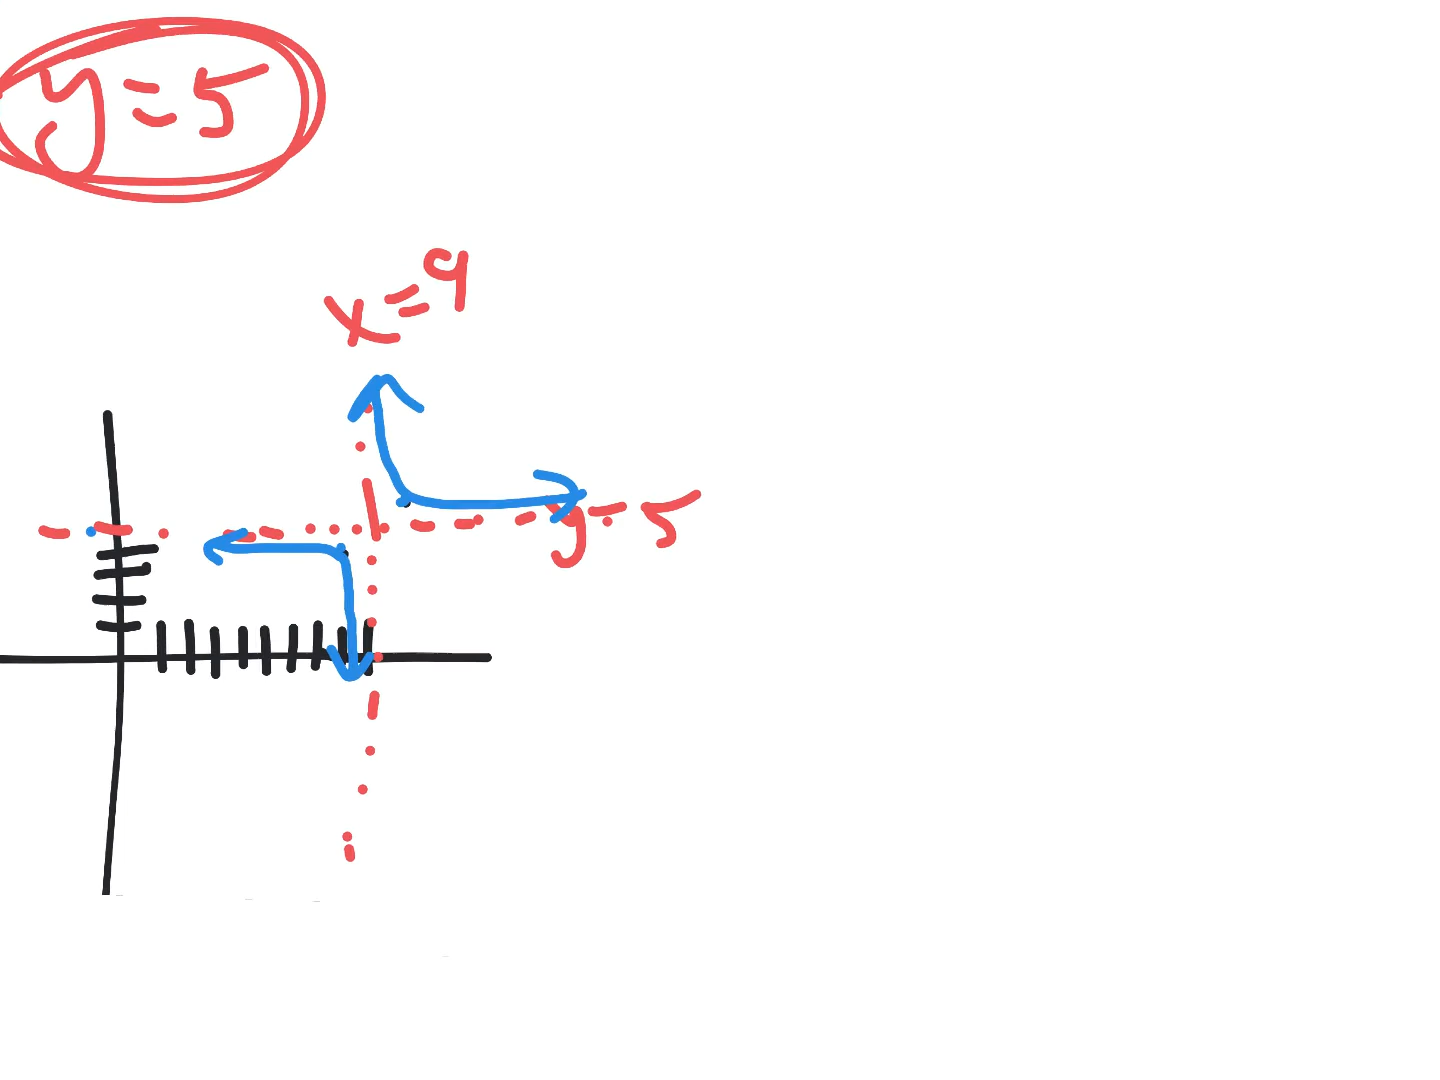 y = 5
x = 9
y = 5